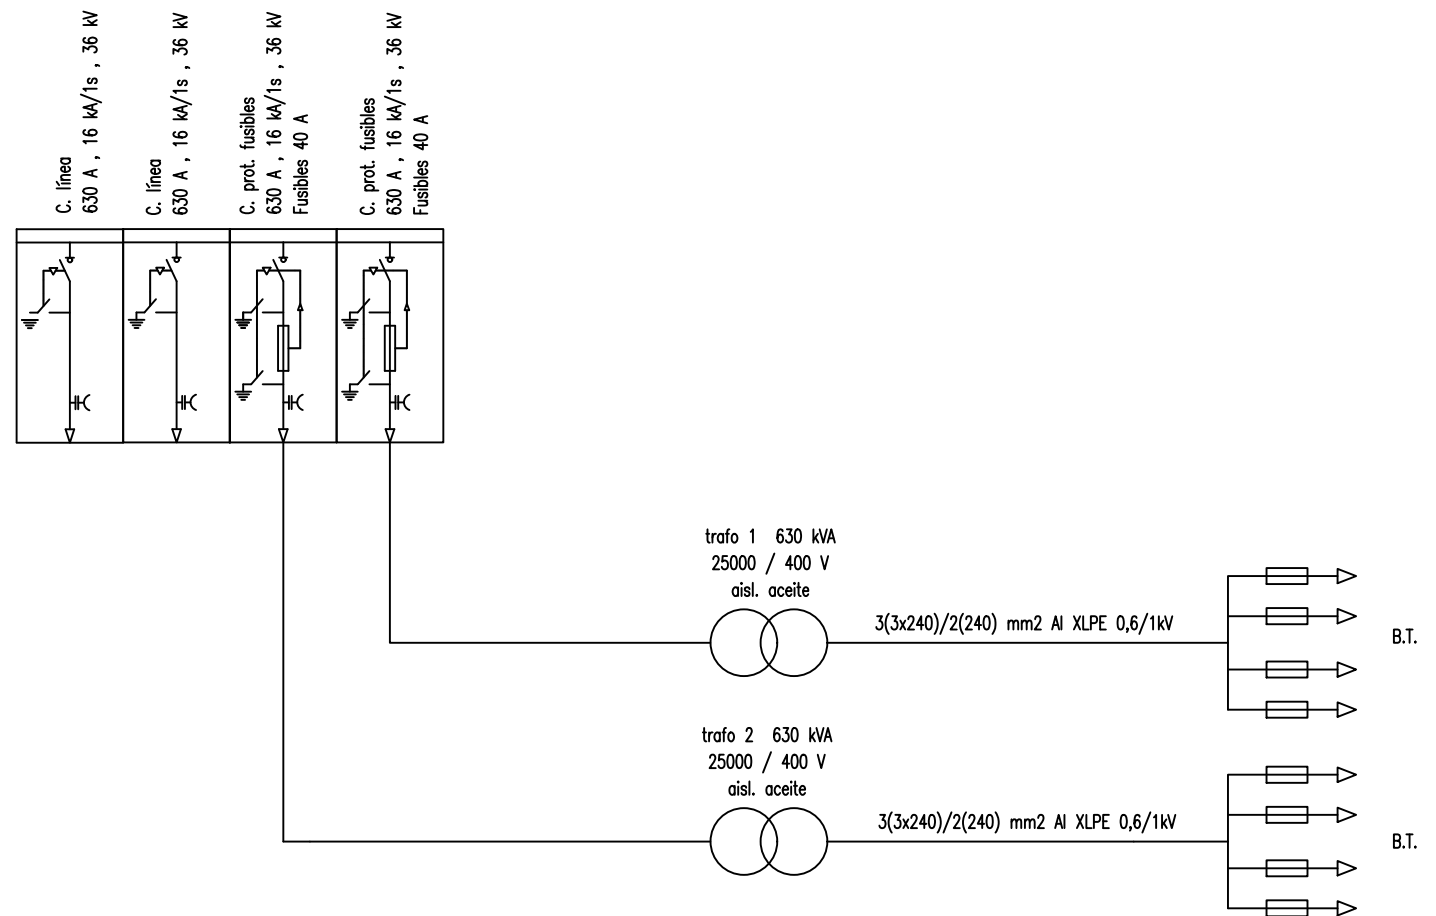 C. línea
630 A , 16 kA/1s , 36 kV
C. línea
630 A , 16 kA/1s , 36 kV
C. prot. fusibles
630 A , 16 kA/1s , 36 kV
Fusibles 40 A
C. prot. fusibles
630 A , 16 kA/1s , 36 kV
Fusibles 40 A
trafo 1 630 kVA
25000 / 400 V
aisl. aceite
3(3x240)/2(240) mm2 Al XLPE 0,6/1kV
B.T.
trafo 2 630 kVA
25000 / 400 V
aisl. aceite
3(3x240)/2(240) mm2 Al XLPE 0,6/1kV
B.T.